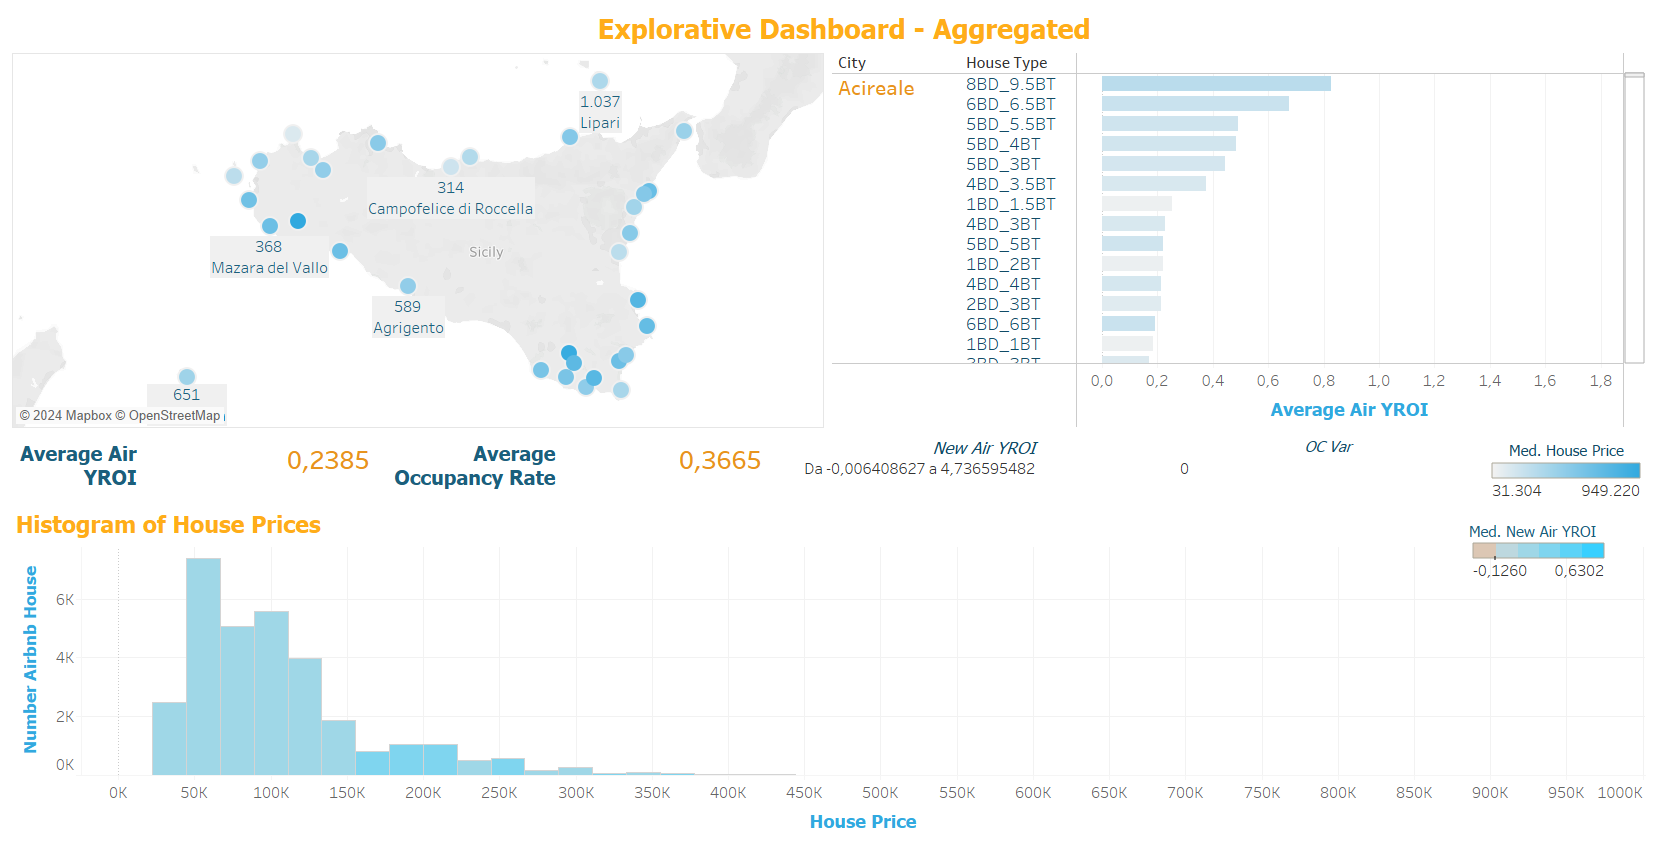 Explorative Dashboard - Aggregated
1.037
Lipari
314
Campofelice di Roccella
Sicily
368
Mazara del Vallo
589
Agrigento
651
© 2024 Mapbox © OpenStreetMap
City
House Type
Acireale
8BD_9.5BT
6BD_6.5BT
5BD_5.5BT
5BD_4BT
5BD_3BT
4BD_3.5BT
1BD_1.5BT
4BD_3BT
5BD_5BT
1BD_2BT
4BD_4BT
2BD_3BT
6BD_6BT
1BD_1BT
0,0 0,2 0,4 0,6 0,8 1,0 1,2 1,4 1,6 1,8
Average Air YROI
Average Air
YROI
0,2385
Average
Occupancy Rate
0,3665
New Air YROI
Da -0,006408627 a 4,736595482
OC Var
0
Med. House Price
31.304 949.220
Histogram of House Prices
Med. New Air YROI
-0,1260 0,6302
Number Airbnb House
6K
4K
2K
0K
0K 50K 100K 150K 200K 250K 300K 350K 400K 450K 500K 550K 600K 650K 700K 750K 800K 850K 900K 950K 1000K
House Price